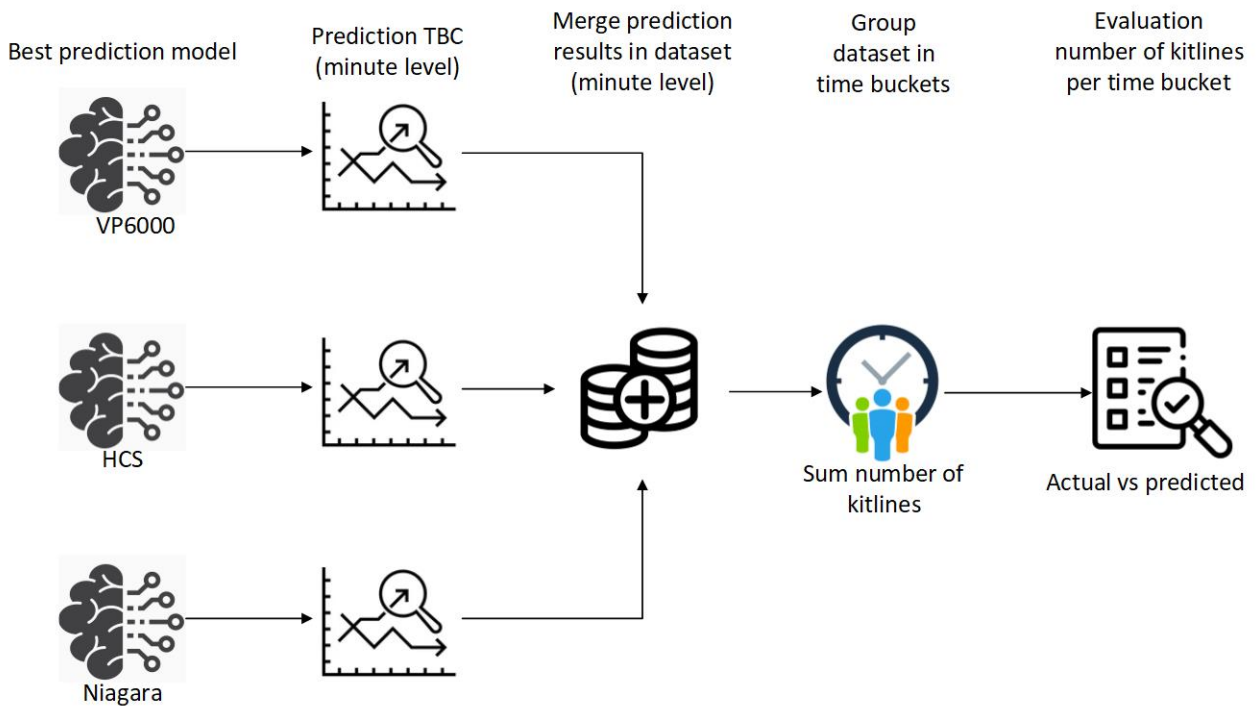 Best prediction model
Prediction TBC
(minute level)
Merge prediction
results in dataset
(minute level)
Group
dataset in
time buckets
Evaluation
number of kitlines
per time bucket
VP6000
HCS
Sum number of
kitlines
Actual vs predicted
Niagara